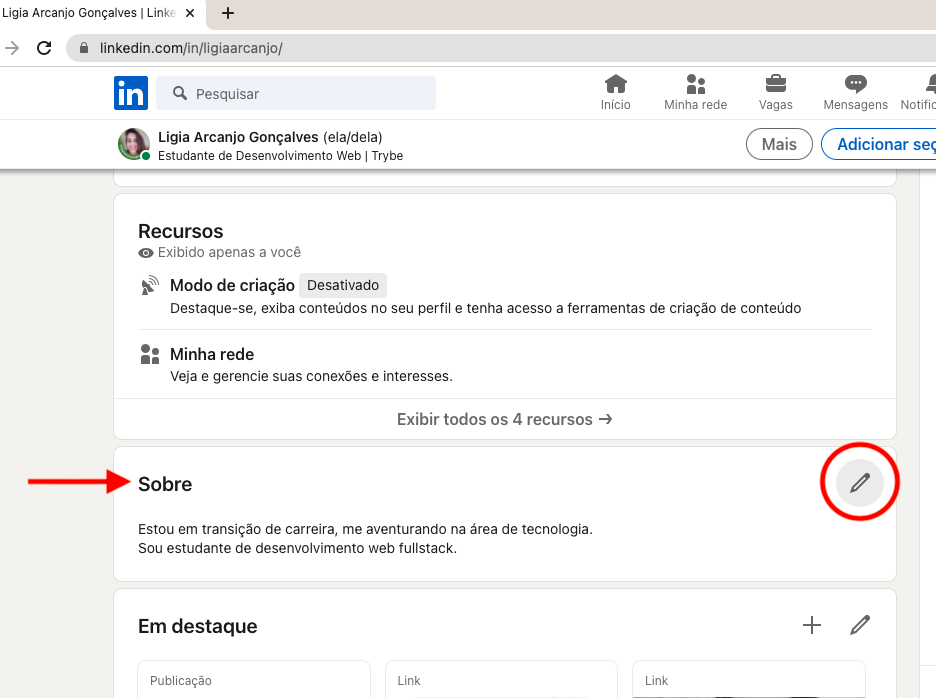 Ligia Arcanjo Gonçalves | Linke
linkedin.com/in/ligiaarcanjo/
in
Pesquisar
Início
Minha rede
Vagas
Mensagens
Notific
Ligia Arcanjo Gonçalves (ela/dela)
Estudante de Desenvolvimento Web | Trybe
Mais
Adicionar seç
Recursos
Exibido apenas a você
Modo de criação Desativado
Destaque-se, exiba conteúdos no seu perfil e tenha acesso a ferramentas de criação de conteúdo
Minha rede
Veja e gerencie suas conexões e interesses.
Exibir todos os 4 recursos →
Sobre
Estou em transição de carreira, me aventurando na área de tecnologia.
Sou estudante de desenvolvimento web fullstack.
Em destaque
Publicação
Link
Link